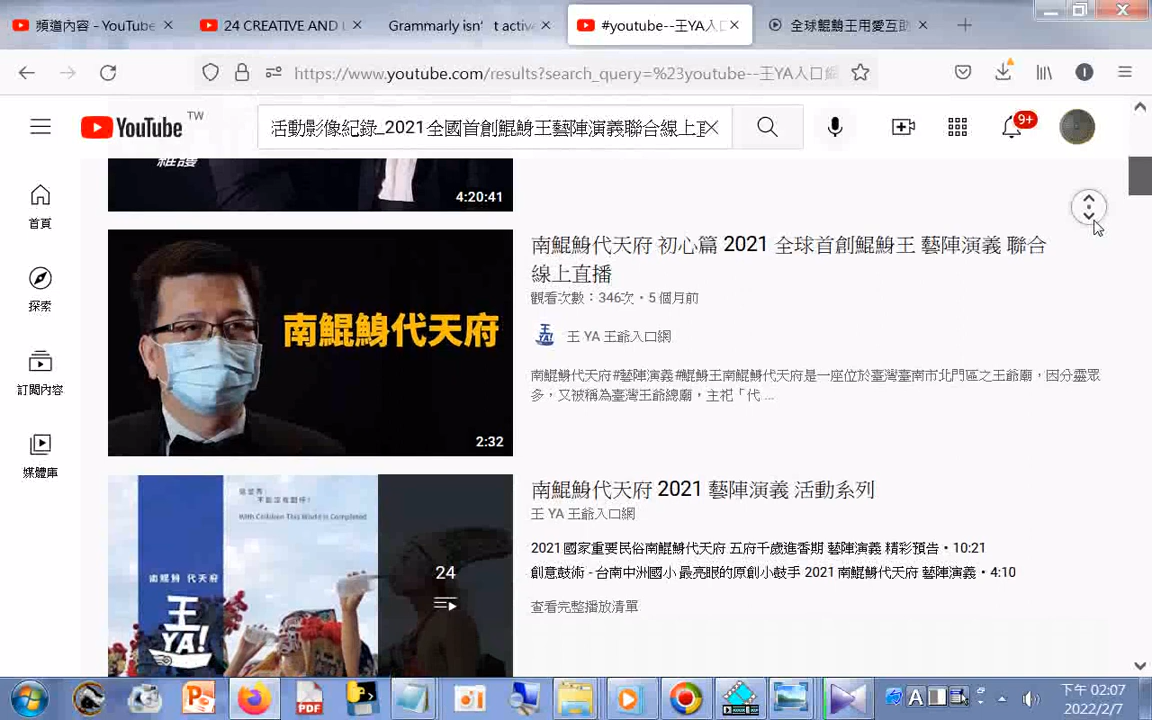 頻道內容 - YouTube
24 CREATIVE AND L
Grammarly isn't activ
#youtube--王YA入口
全球鯤鯓王用愛互助
https://www.youtube.com/results?search_query=%23youtube--王YA入口網
YouTube TW
活動影像紀錄_2021全國首創鯤鯓王藝陣演義聯合線上直
9+
首頁
探索
訂閱內容
媒體庫
4:20:41
南鯤鯓代天府
2:32
南鯤鯓代天府 初心篇 2021 全球首創鯤鯓王 藝陣演義 聯合
線上直播
觀看次數：346次 • 5 個月前
王 YA 王爺入口網
南鯤鯓代天府#藝陣演義#鯤鯓王南鯤鯓代天府是一座位於臺灣臺南市北門區之王爺廟，因分靈眾
多，又被稱為臺灣王爺總廟，主祀「代 ...
With Children This World is Completed
南鯤鯓 代天府
王
YA!
24
南鯤鯓代天府 2021 藝陣演義 活動系列
王 YA 王爺入口網
2021國家重要民俗南鯤鯓代天府 五府千歲進香期 藝陣演義 精彩預告 • 10:21
創意鼓術 - 台南中洲國小 最亮眼的原創小鼓手 2021 南鯤鯓代天府 藝陣演義 • 4:10
查看完整播放清單
PDF
A
下午 02:07
2022/2/7